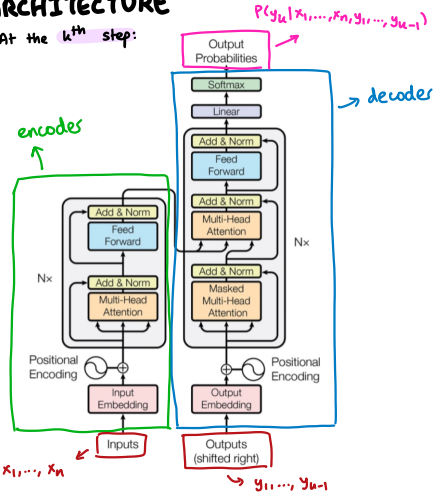 ARCHITECTURE
At the kth step:
P(yk|x1,...,xn,y1,...,yk-1)
Output
Probabilities
Softmax
decoder
Linear
encoder
Add & Norm
Feed
Forward
Add & Norm
Add & Norm
Multi-Head
Attention
Feed
Forward
Nx
Nx
Add & Norm
Add & Norm
Multi-Head
Attention
Masked
Multi-Head
Attention
Positional
Encoding
Positional
Encoding
Input
Embedding
Output
Embedding
Inputs
Outputs
(shifted right)
x1,..., xn
y1,..., yk-1